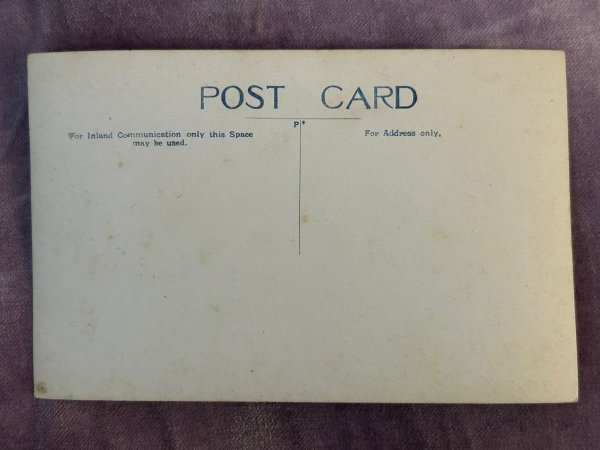 POST CARD
P*
For Inland Communication only this Space
may be used.
For Address only.